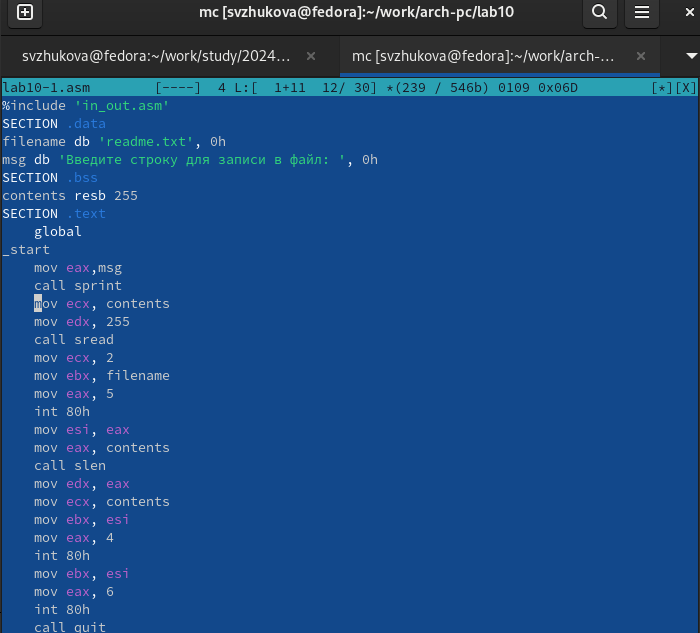 mc [svzhukova@fedora]:~/work/arch-pc/lab10
svzhukova@fedora:~/work/study/2024...
mc [svzhukova@fedora]:~/work/arch-...
lab10-1.asm [----] 4 L:[ 1+11 12/ 30] *(239 / 546b) 0109 0x06D [*][X]
%include 'in_out.asm'
SECTION .data
filename db 'readme.txt', 0h
msg db 'Введите строку для записи в файл: ', 0h
SECTION .bss
contents resb 255
SECTION .text
global
_start
mov eax,msg
call sprint
mov ecx, contents
mov edx, 255
call sread
mov ecx, 2
mov ebx, filename
mov eax, 5
int 80h
mov esi, eax
mov eax, contents
call slen
mov edx, eax
mov ecx, contents
mov ebx, esi
mov eax, 4
int 80h
mov ebx, esi
mov eax, 6
int 80h
call quit